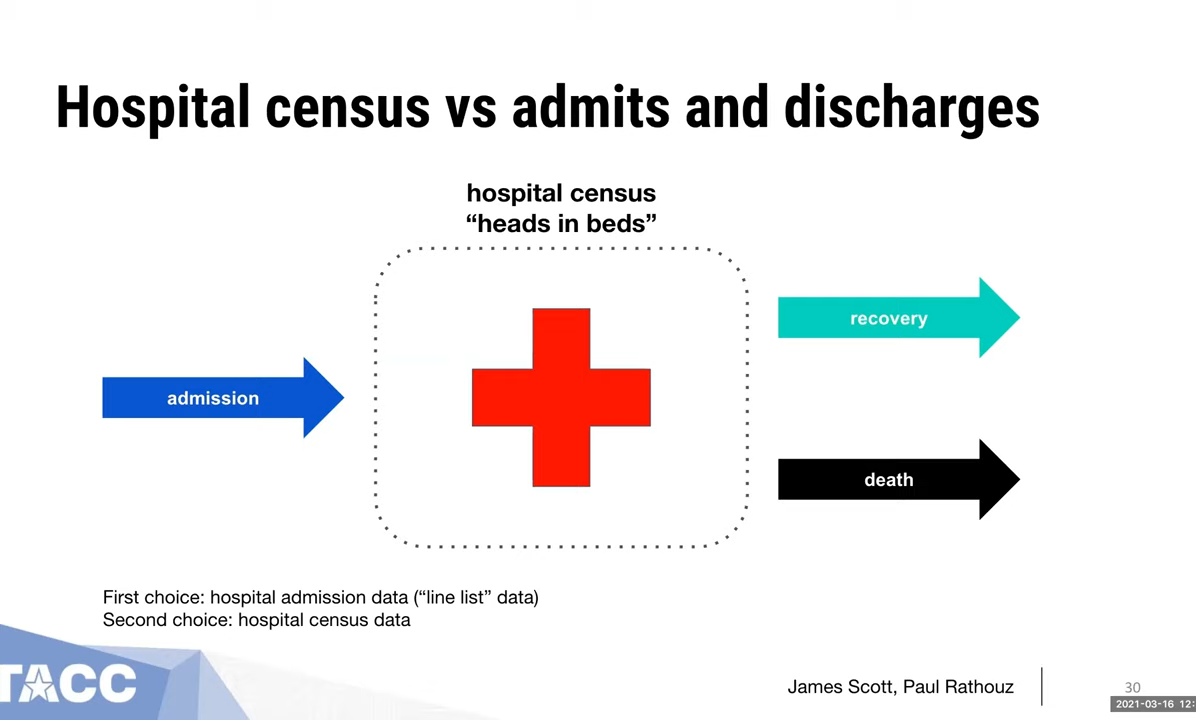 Hospital census vs admits and discharges
hospital census
“heads in beds”
recovery
admission
death
First choice: hospital admission data (“line list” data)
Second choice: hospital census data
TACC
James Scott, Paul Rathouz
30
2021-03-16 12: